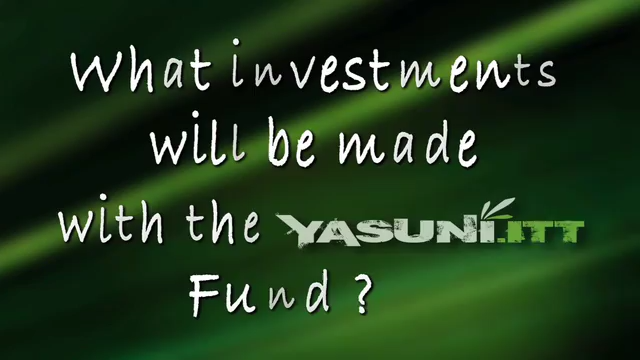 What investments
will be made
with the YASUNI.ITT
Fund ?